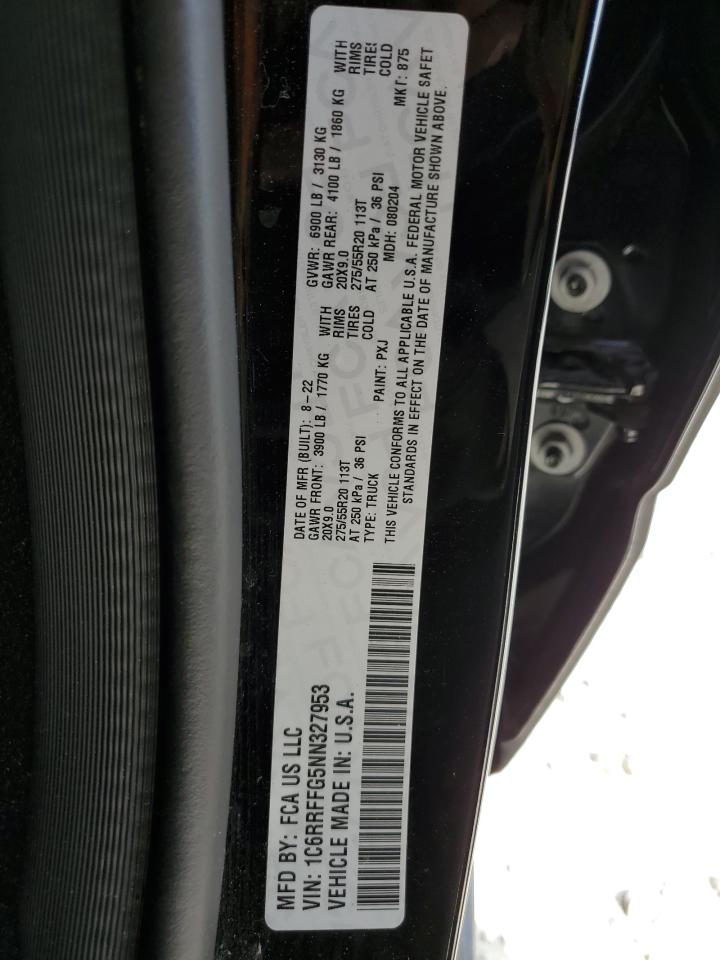 MFD BY: FCA US LLC
VIN: 1C6RRFFG5NN327953
VEHICLE MADE IN: U.S.A.
DATE OF MFR (BUILT): 8-22 GVWR: 6900 LB / 3130 KG
GAWR FRONT: 3900 LB / 1770 KG WITH GAWR REAR: 4100 LB / 1860 KG WITH
20X9.0 RIMS 20X9.0 RIMS
275/55R20 113T TIRES 275/55R20 113T TIRES
AT 250 kPa / 36 PSI COLD AT 250 kPa / 36 PSI COLD
TYPE: TRUCK PAINT: PXJ MDH: 080204 MKT: 875
THIS VEHICLE CONFORMS TO ALL APPLICABLE U.S.A. FEDERAL MOTOR VEHICLE SAFET
STANDARDS IN EFFECT ON THE DATE OF MANUFACTURE SHOWN ABOVE.